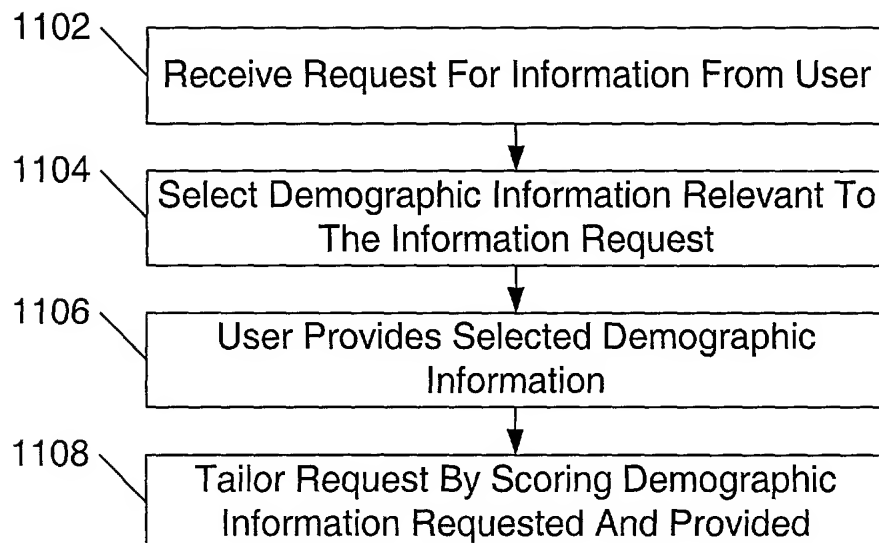 1102
Receive Request For Information From User
1104
Select Demographic Information Relevant To
The Information Request
1106
User Provides Selected Demographic
Information
1108
Tailor Request By Scoring Demographic
Information Requested And Provided